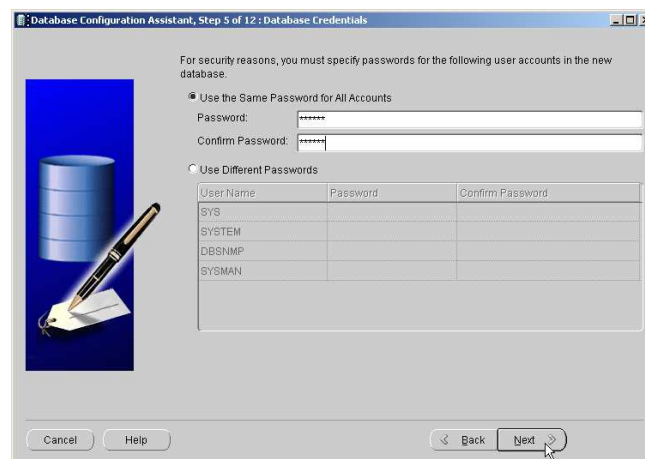 Database Configuration Assistant, Step 5 of 12 : Database Credentials
For security reasons, you must specify passwords for the following user accounts in the new
database.
Use the Same Password for All Accounts
Password: ******
Confirm Password: ******
Use Different Passwords
User Name Password Confirm Password
SYS
SYSTEM
DBSNMP
SYSMAN
Cancel Help Back Next